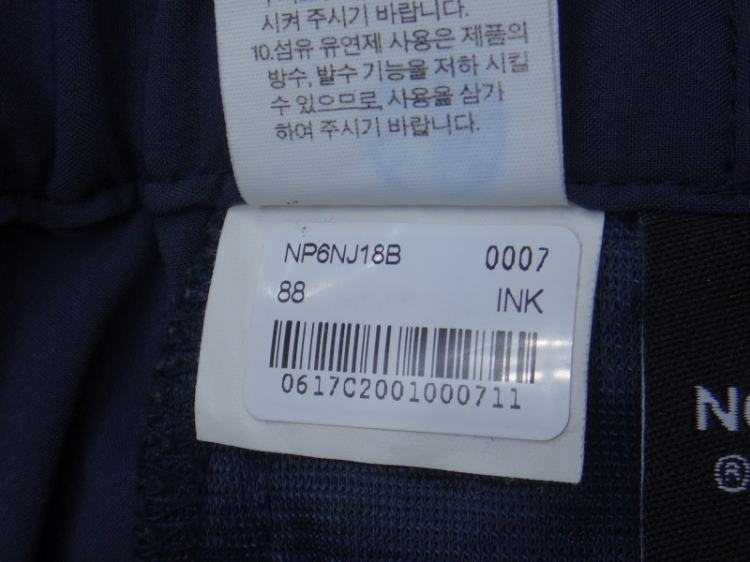 시켜 주시기 바랍니다.
10.섬유 유연제 사용은 제품의
방수, 발수 기능을 저하 시킬
수 있으므로, 사용을 삼가
하여 주시기 바랍니다.
NP6NJ18B 0007
88 INK
0617C2001000711
®